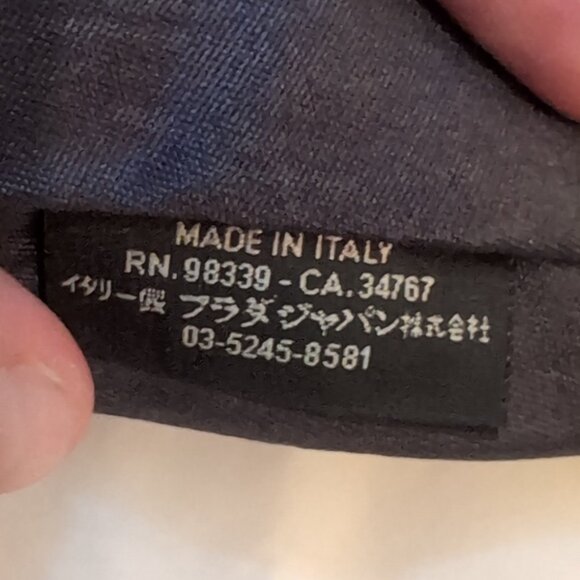 MADE IN ITALY
RN. 98339 - CA. 34767
イタリー製 プラダジャパン株式会社
03-5245-8581